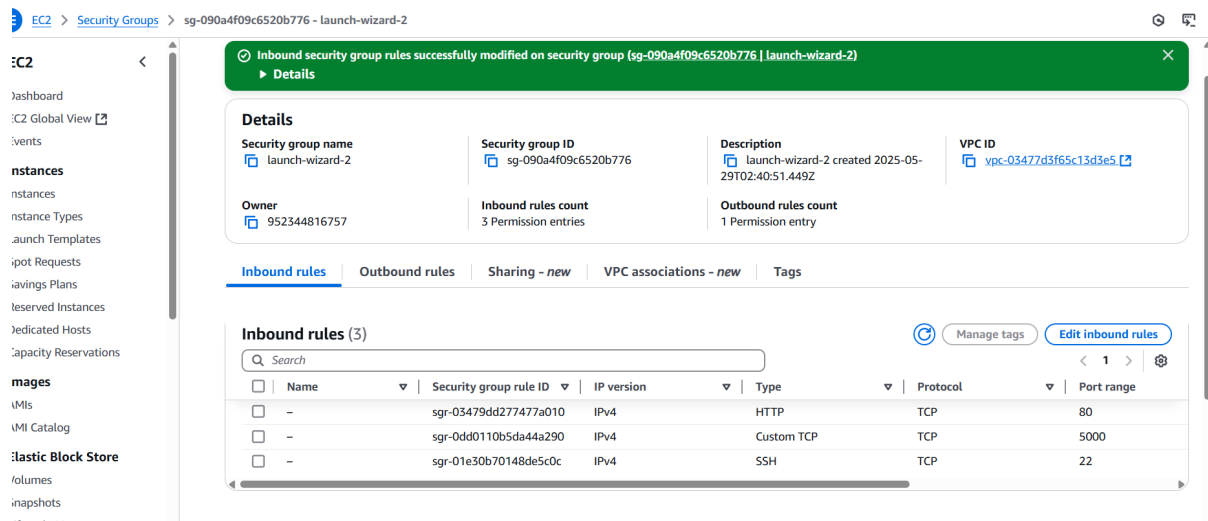 EC2 > Security Groups > sg-090a4f09c6520b776 - launch-wizard-2
EC2
Dashboard
EC2 Global View
Events
Instances
Instances
Instance Types
Launch Templates
Spot Requests
Savings Plans
Reserved Instances
Dedicated Hosts
Capacity Reservations
Images
AMIs
AMI Catalog
Elastic Block Store
Volumes
Snapshots
Inbound security group rules successfully modified on security group (sg-090a4f09c6520b776 | launch-wizard-2)
Details
Details
Security group name
launch-wizard-2
Security group ID
sg-090a4f09c6520b776
Description
launch-wizard-2 created 2025-05-
29T02:40:51.449Z
VPC ID
vpc-03477d3f65c13d3e5
Owner
952344816757
Inbound rules count
3 Permission entries
Outbound rules count
1 Permission entry
Inbound rules Outbound rules Sharing - new VPC associations - new Tags
Inbound rules (3)
Manage tags Edit inbound rules
Search
< 1 >
Name Security group rule ID IP version Type Protocol Port range
– sgr-03479dd277477a010 IPv4 HTTP TCP 80
– sgr-0dd0110b5da44a290 IPv4 Custom TCP TCP 5000
– sgr-01e30b70148de5c0c IPv4 SSH TCP 22